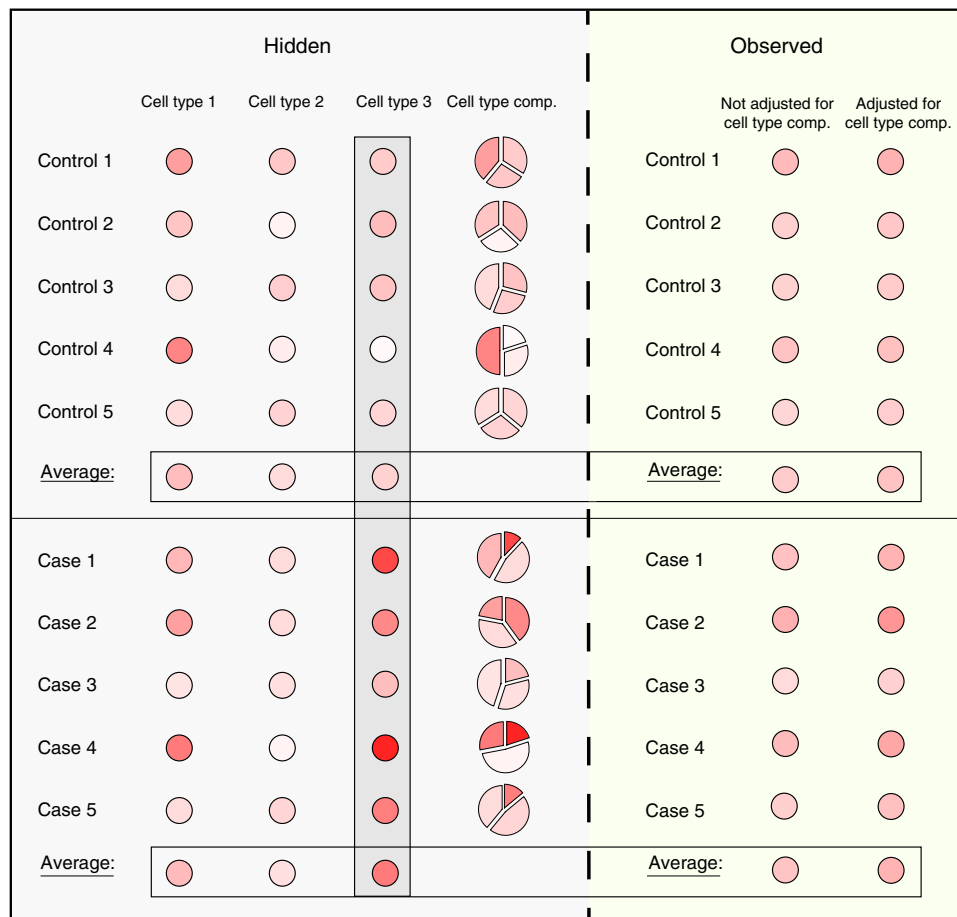 Hidden
Observed
Cell type 1 Cell type 2 Cell type 3 Cell type comp.
Not adjusted for Adjusted for
cell type comp. cell type comp.
Control 1 Control 1
Control 2 Control 2
Control 3 Control 3
Control 4 Control 4
Control 5 Control 5
Average: Average:
Case 1 Case 1
Case 2 Case 2
Case 3 Case 3
Case 4 Case 4
Case 5 Case 5
Average: Average: